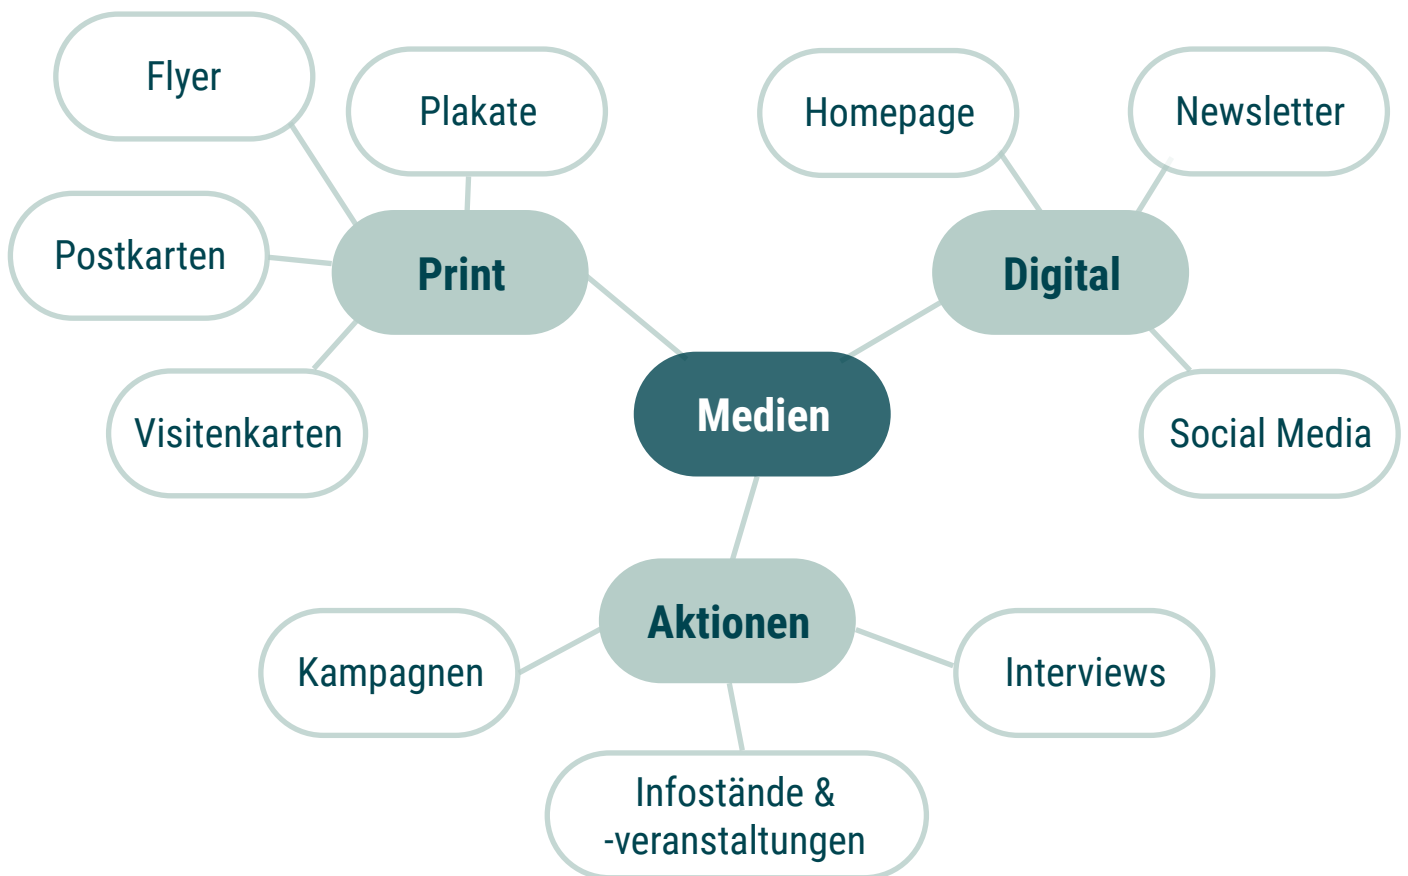 Flyer
Plakate
Homepage
Newsletter
Postkarten
Print
Digital
Visitenkarten
Medien
Social Media
Aktionen
Kampagnen
Interviews
Infostände &
-veranstaltungen